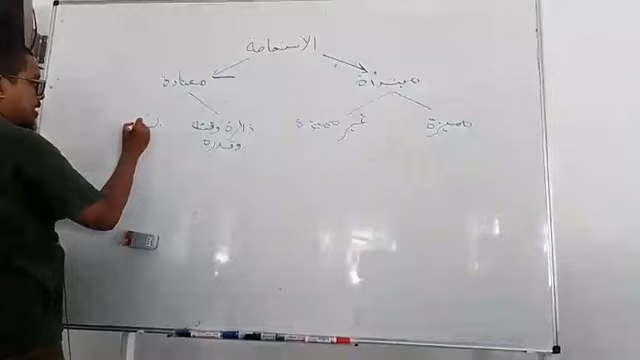 الاستحاضة
مبتدأة معتادة
مميزة غير مميزة ذاكرة وقته
وقدره